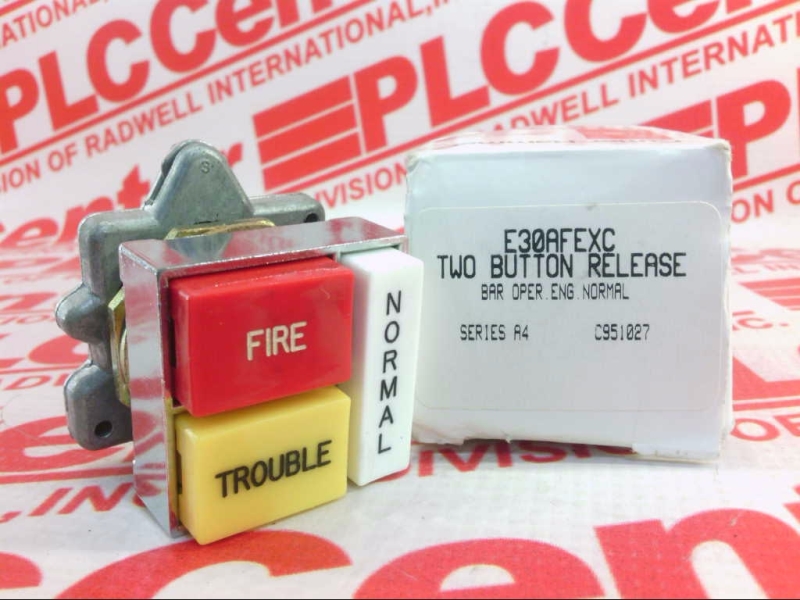 PLCCenter
DIVISION OF RADWELL INTERNATIONAL, INC.
E30AFEXC
TWO BUTTON RELEASE
BAR OPER.ENG.NORMAL
SERIES A4 C951027
FIRE
NORMAL
TROUBLE